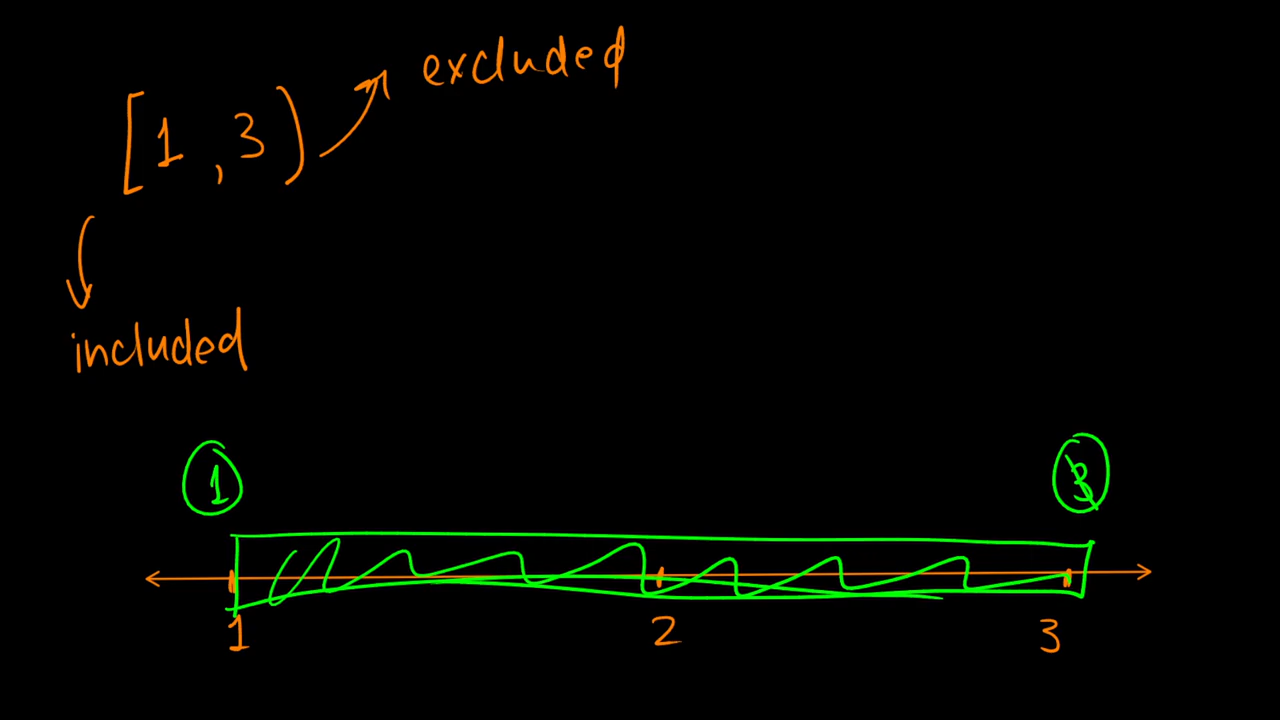 excluded
[1,3)
included
1 3
1 2 3